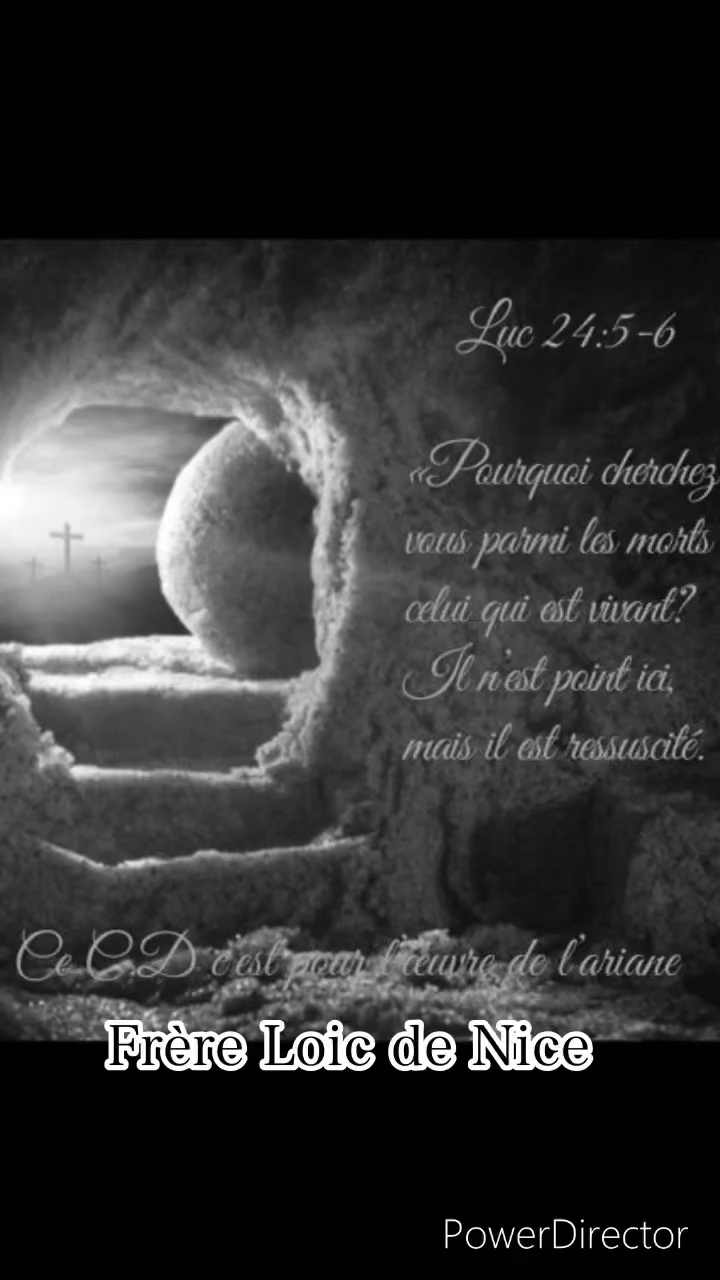 Luc 24:5-6
«Pourquoi cherchez
vous parmi les morts
celui qui est vivant?
Il n'est point ici,
mais il est ressuscité.
Ce C.D c'est pour l'œuvre de l'ariane
Frère Loic de Nice
PowerDirector